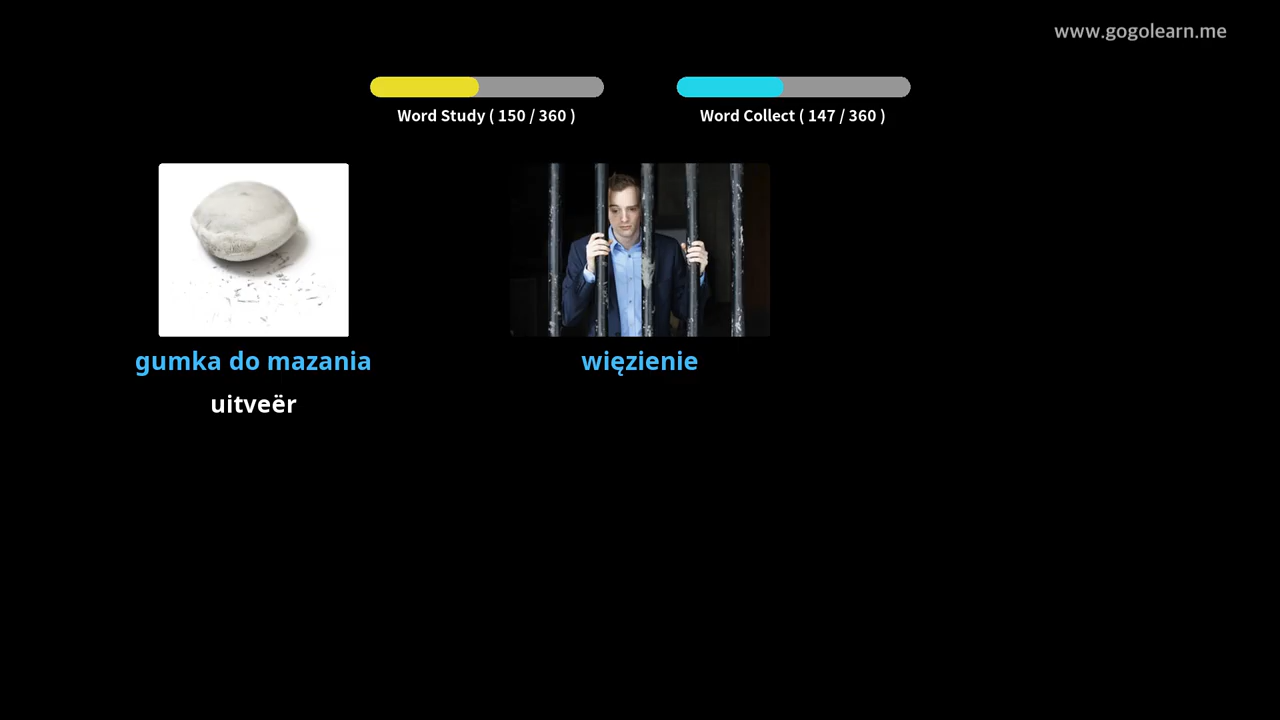 www.gogolearn.me
Word Study ( 150 / 360 )
Word Collect ( 147 / 360 )
gumka do mazania
uitveër
więzienie